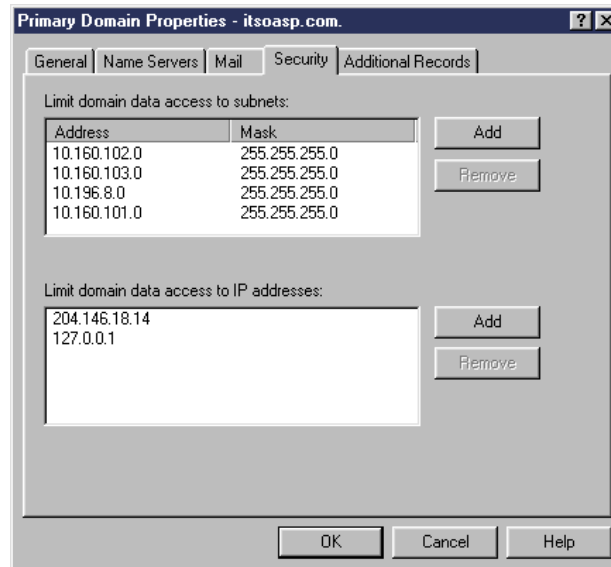 Primary Domain Properties - itsoasp.com.
General Name Servers Mail Security Additional Records
Limit domain data access to subnets:
Address Mask Add
10.160.102.0 255.255.255.0
10.160.103.0 255.255.255.0 Remove
10.196.8.0 255.255.255.0
10.160.101.0 255.255.255.0
Limit domain data access to IP addresses:
204.146.18.14 Add
127.0.0.1
Remove
OK Cancel Help